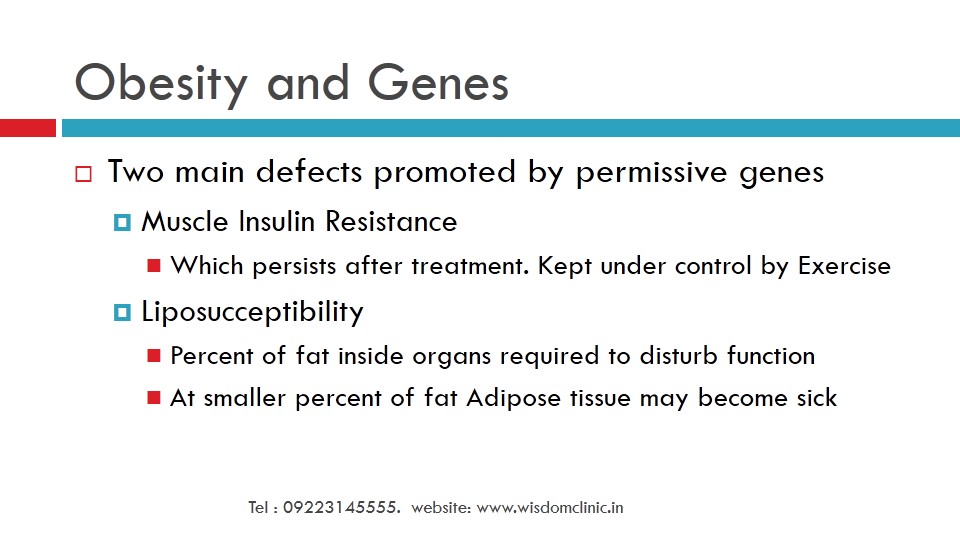 Obesity and Genes
Two main defects promoted by permissive genes
Muscle Insulin Resistance
Which persists after treatment. Kept under control by Exercise
Liposucceptibility
Percent of fat inside organs required to disturb function
At smaller percent of fat Adipose tissue may become sick
Tel : 09223145555.  website: www.wisdomclinic.in